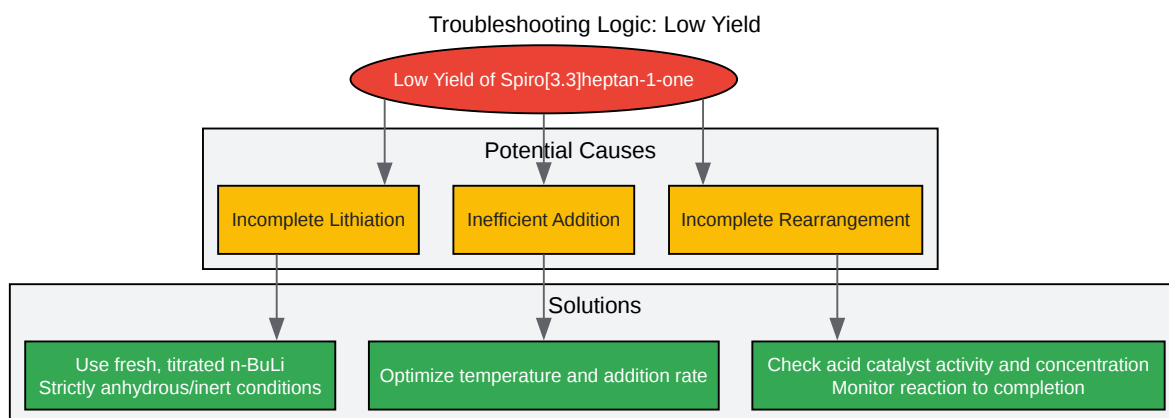 Troubleshooting Logic: Low Yield
Low Yield of Spiro[3.3]heptan-1-one
Potential Causes
Incomplete Lithiation
Inefficient Addition
Incomplete Rearrangement
Solutions
Use fresh, titrated n-BuLi
Strictly anhydrous/inert conditions
Optimize temperature and addition rate
Check acid catalyst activity and concentration
Monitor reaction to completion